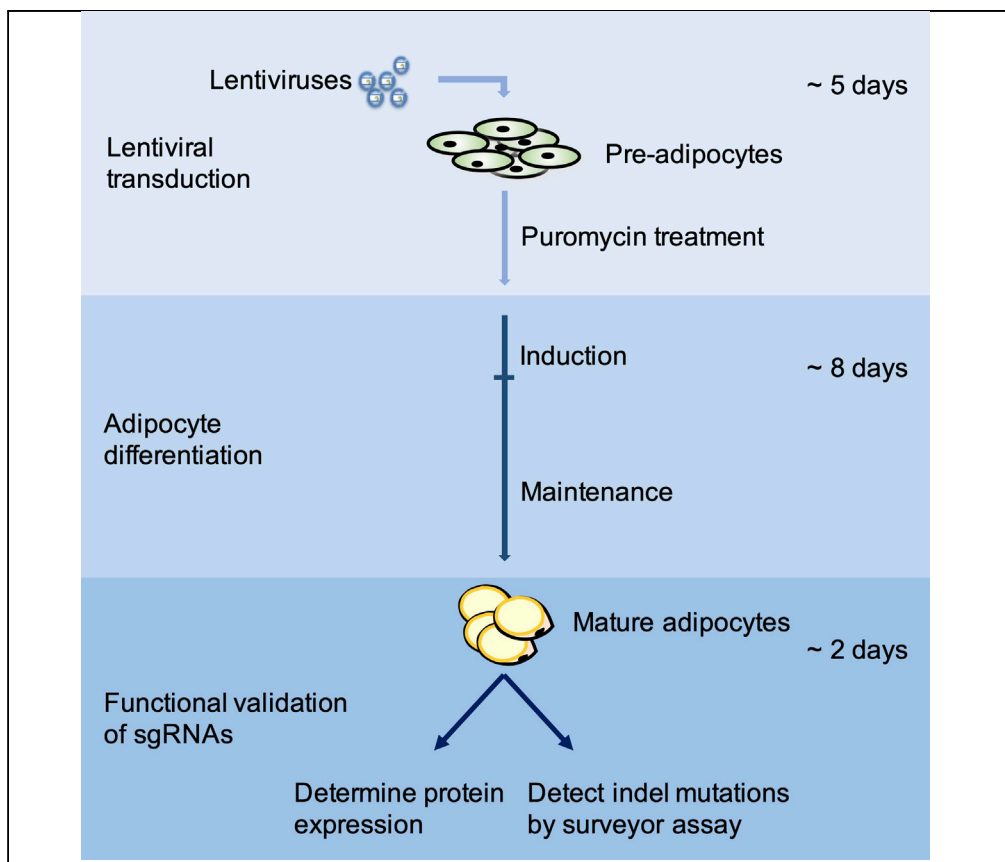 Lentiviruses
~ 5 days
Lentiviral
transduction
Pre-adipocytes
Puromycin treatment
Induction
~ 8 days
Adipocyte
differentiation
Maintenance
Mature adipocytes
~ 2 days
Functional validation
of sgRNAs
Determine protein
expression
Detect indel mutations
by surveyor assay